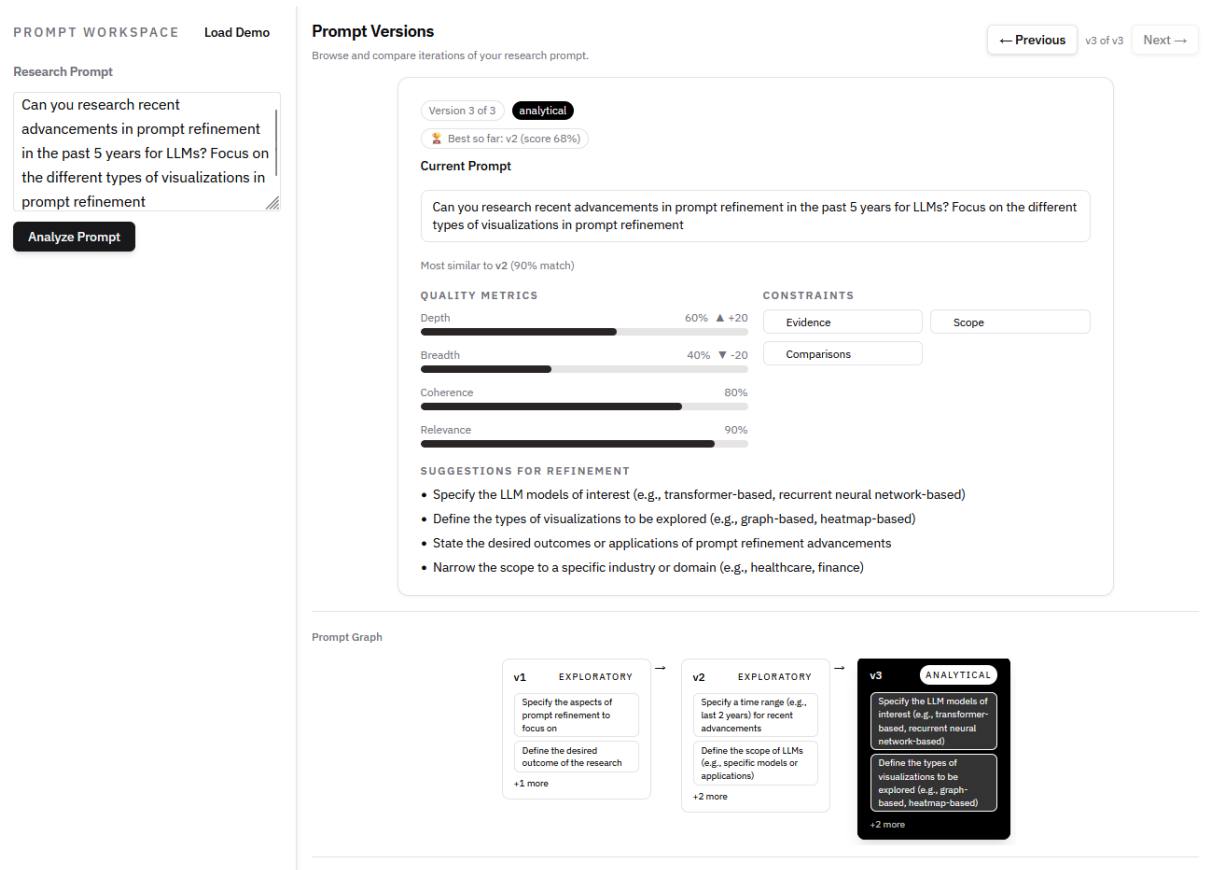 PROMPT WORKSPACE
Load Demo
Research Prompt
Can you research recent
advancements in prompt refinement
in the past 5 years for LLMs? Focus on
the different types of visualizations in
prompt refinement
Analyze Prompt
Prompt Versions
Browse and compare iterations of your research prompt.
← Previous
v3 of v3
Next →
Version 3 of 3
analytical
Best so far: v2 (score 68%)
Current Prompt
Can you research recent advancements in prompt refinement in the past 5 years for LLMs? Focus on the different
types of visualizations in prompt refinement
Most similar to v2 (90% match)
QUALITY METRICS
Depth
60% ▲ +20
Breadth
40% ▼ -20
Coherence
80%
Relevance
90%
CONSTRAINTS
Evidence
Scope
Comparisons
SUGGESTIONS FOR REFINEMENT
• Specify the LLM models of interest (e.g., transformer-based, recurrent neural network-based)
• Define the types of visualizations to be explored (e.g., graph-based, heatmap-based)
• State the desired outcomes or applications of prompt refinement advancements
• Narrow the scope to a specific industry or domain (e.g., healthcare, finance)
Prompt Graph
v1
EXPLORATORY
Specify the aspects of
prompt refinement to
focus on
Define the desired
outcome of the research
+1 more
→
v2
EXPLORATORY
Specify a time range (e.g.,
last 2 years) for recent
advancements
Define the scope of LLMs
(e.g., specific models or
applications)
+2 more
→
v3
ANALYTICAL
Specify the LLM models of
interest (e.g., transformer-
based, recurrent neural
network-based)
Define the types of
visualizations to be
explored (e.g., graph-
based, heatmap-based)
+2 more